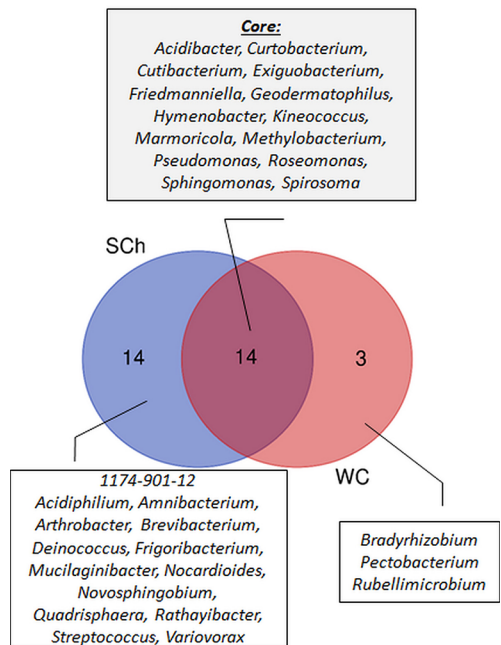 Core:
Acidibacter, Curtobacterium,
Cutibacterium, Exiguobacterium,
Friedmanniella, Geodermatophilus,
Hymenobacter, Kineococcus,
Marmoricola, Methylobacterium,
Pseudomonas, Roseomonas,
Sphingomonas, Spirosoma
SCh
14
14
3
WC
1174-901-12
Acidiphilium, Amnibacterium,
Arthrobacter, Brevibacterium,
Deinococcus, Frigoribacterium,
Mucilaginibacter, Nocardioides,
Novosphingobium,
Quadrisphaera, Rathayibacter,
Streptococcus, Variovorax
Bradyrhizobium
Pectobacterium
Rubellimicrobium